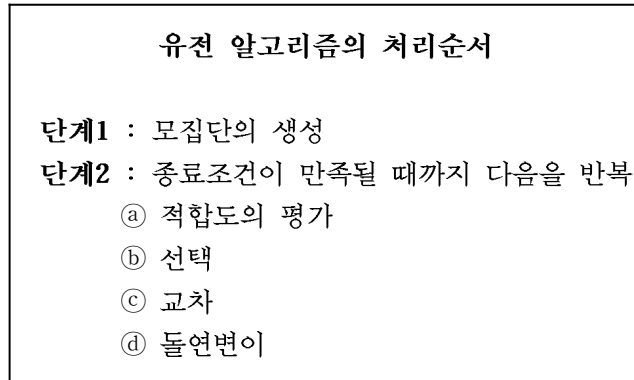 유전 알고리즘의 처리순서
단계1 : 모집단의 생성
단계2 : 종료조건이 만족될 때까지 다음을 반복
ⓐ 적합도의 평가
ⓑ 선택
ⓒ 교차
ⓓ 돌연변이